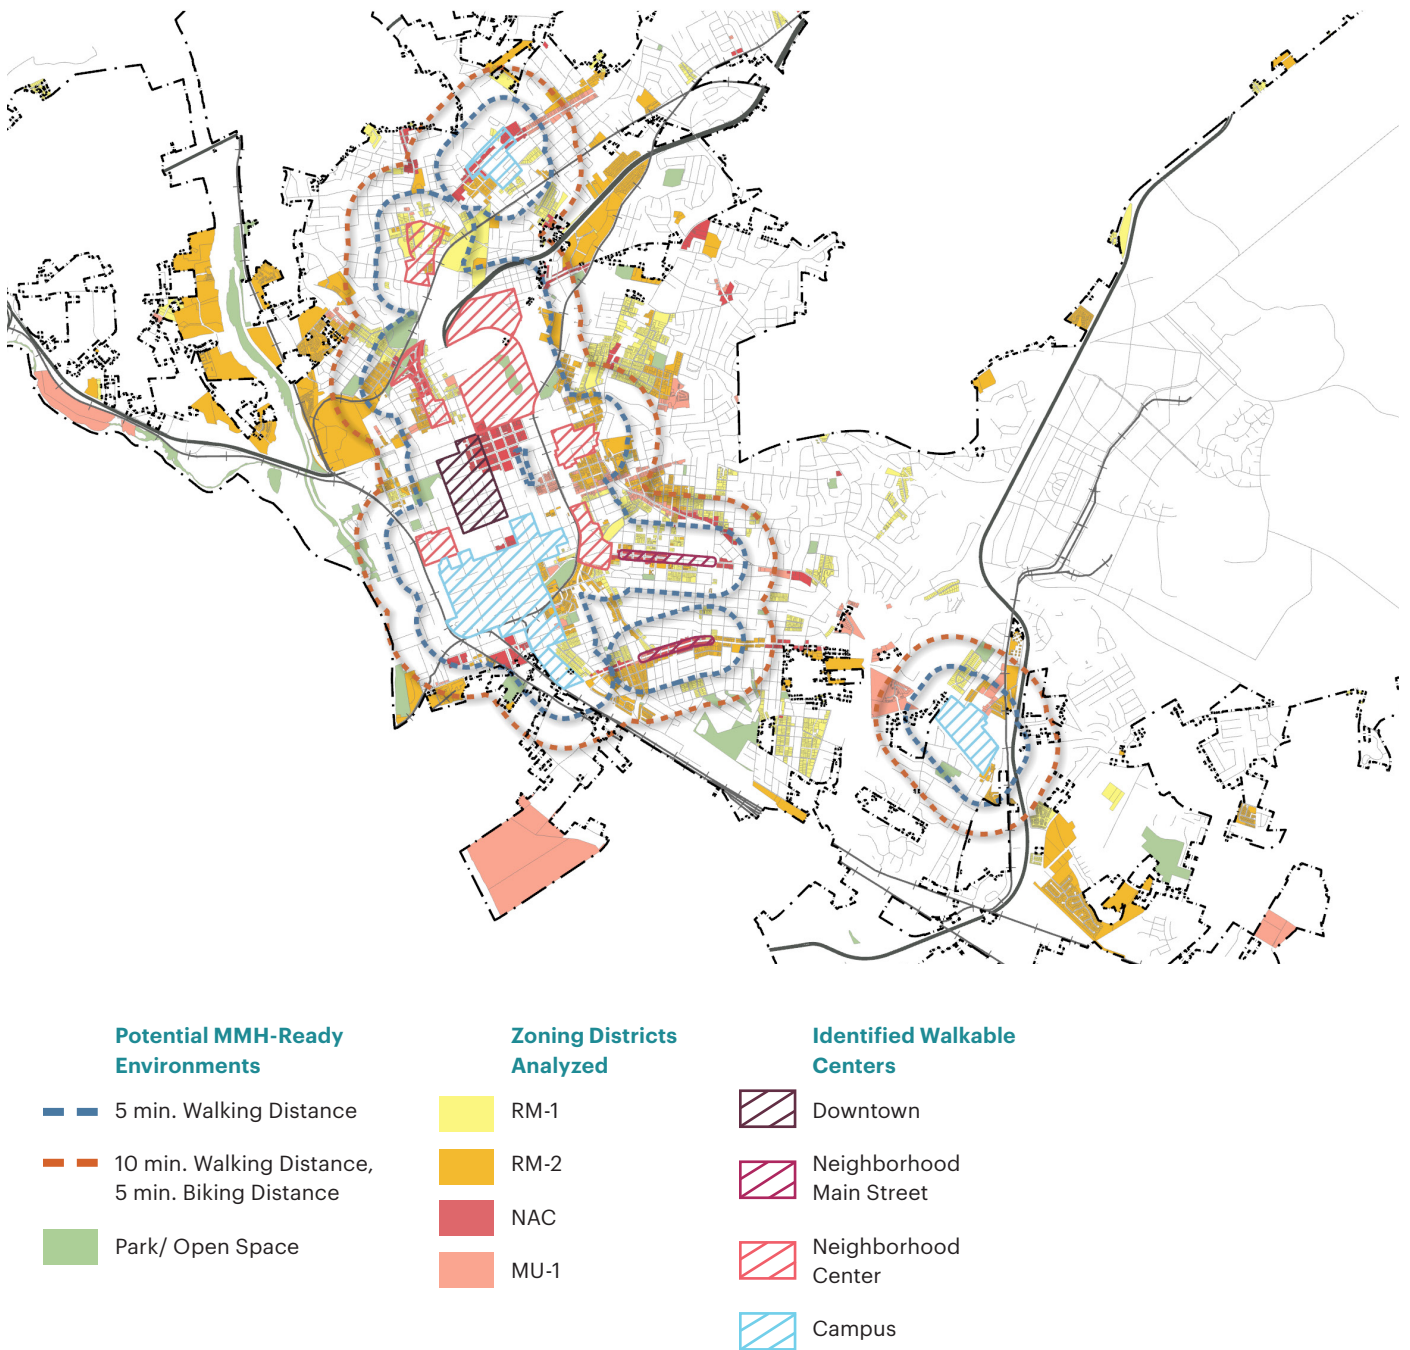 Potential MMH-Ready
Environments
5 min. Walking Distance
10 min. Walking Distance,
5 min. Biking Distance
Park/ Open Space
Zoning Districts
Analyzed
RM-1
RM-2
NAC
MU-1
Identified Walkable
Centers
Downtown
Neighborhood
Main Street
Neighborhood
Center
Campus